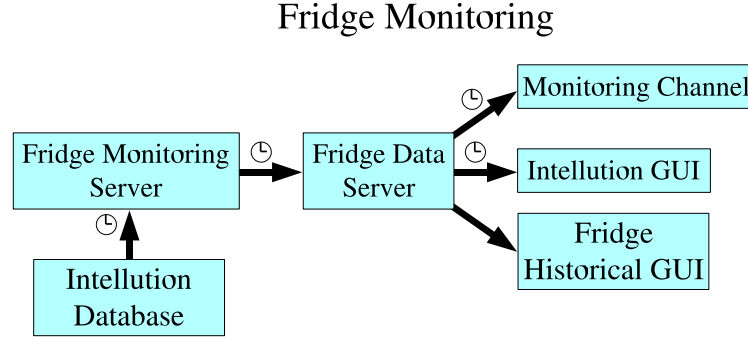 Fridge Monitoring
Monitoring Channel
Fridge Monitoring
Server
Fridge Data
Server
Intellution GUI
Fridge
Historical GUI
Intellution
Database